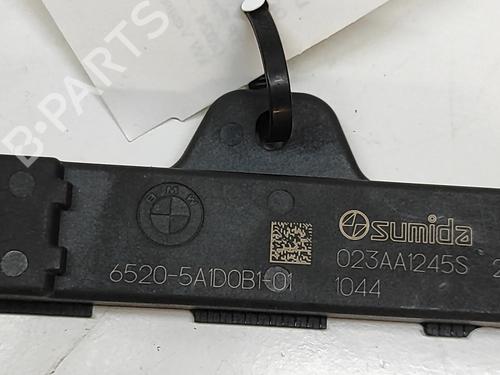 B-PARTS
BMW
sumida
6520-5A1D0B1-01
023AA1245S
1044